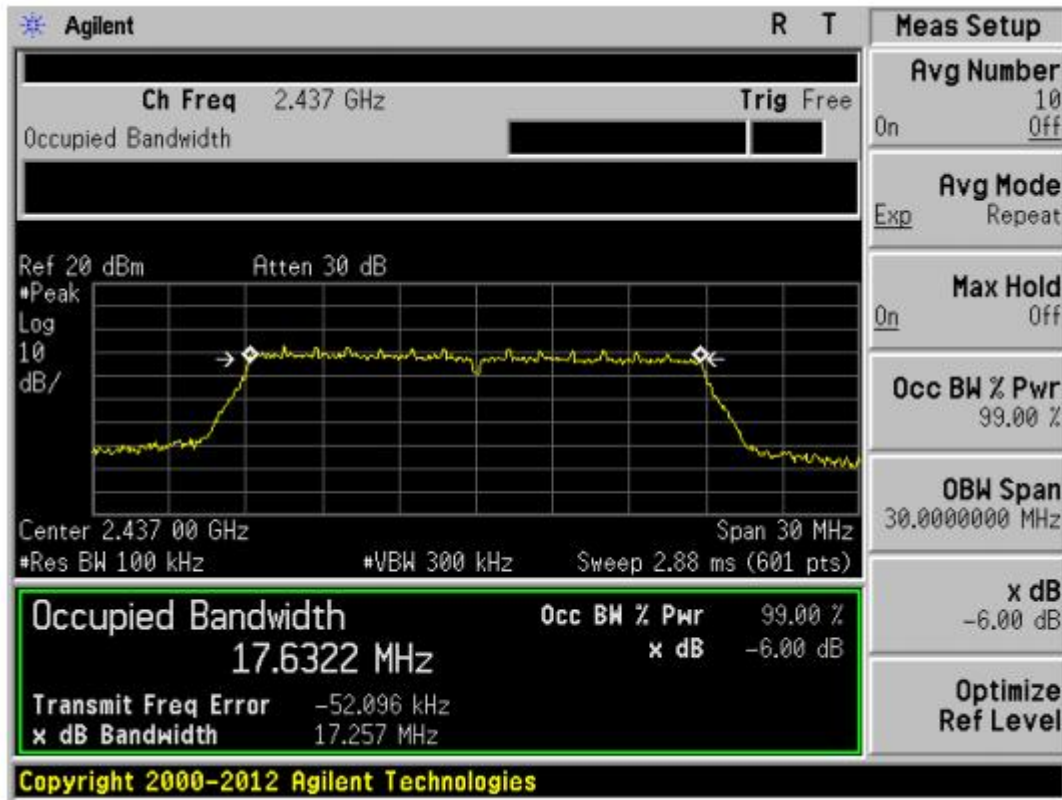 Agilent R T
Ch Freq 2.437 GHz Trig Free
Occupied Bandwidth
Ref 20 dBm Atten 30 dB
#Peak
Log
10
dB/
Center 2.437 00 GHz Span 30 MHz
#Res BW 100 kHz #VBW 300 kHz Sweep 2.88 ms (601 pts)
Occupied Bandwidth Occ BW % Pwr 99.00 %
17.6322 MHz x dB -6.00 dB
Transmit Freq Error -52.096 kHz
x dB Bandwidth 17.257 MHz
Copyright 2000-2012 Agilent Technologies
Meas Setup
Avg Number
10
On Off
Avg Mode
Exp Repeat
Max Hold
On Off
Occ BW % Pwr
99.00 %
OBW Span
30.0000000 MHz
x dB
-6.00 dB
Optimize
Ref Level